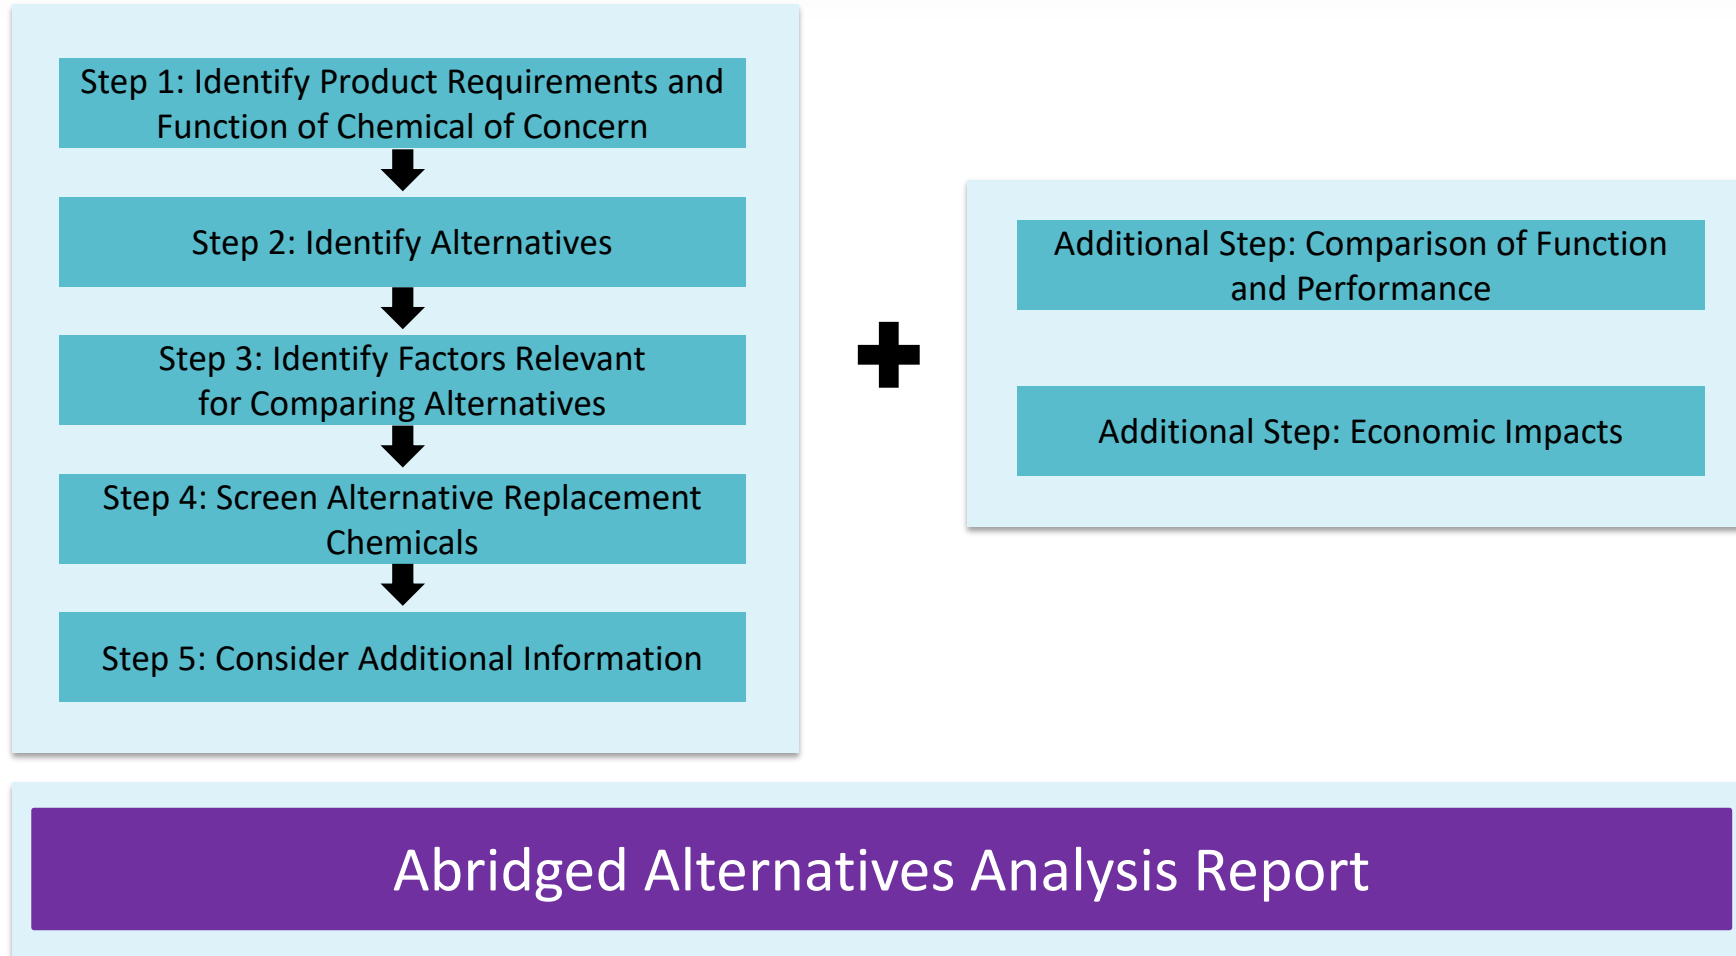 Step 1: Identify Product Requirements and
Function of Chemical of Concern
Step 2: Identify Alternatives
Step 3: Identify Factors Relevant
for Comparing Alternatives
Step 4: Screen Alternative Replacement
Chemicals
Step 5: Consider Additional Information
Additional Step: Comparison of Function
and Performance
Additional Step: Economic Impacts
Abridged Alternatives Analysis Report